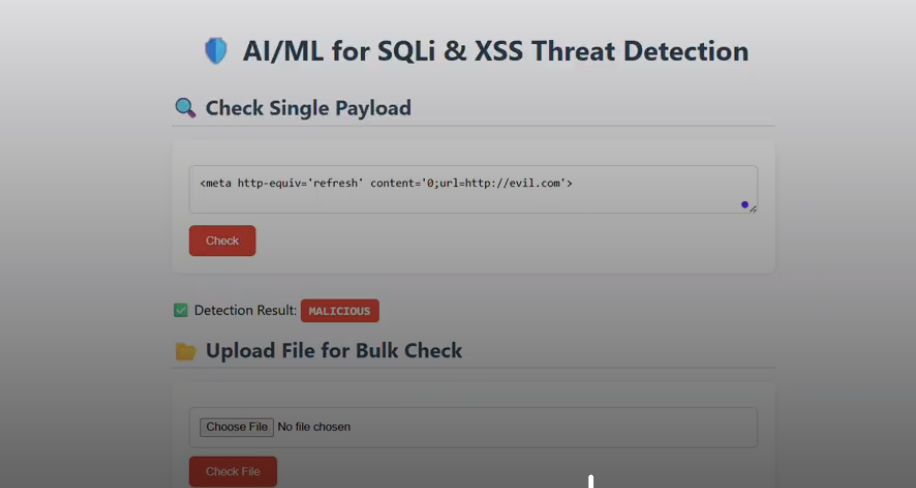 AI/ML for SQLi & XSS Threat Detection
Check Single Payload
<meta http-equiv='refresh' content='0;url=http://evil.com'>
Check
Detection Result: MALICIOUS
Upload File for Bulk Check
Choose File No file chosen
Check File